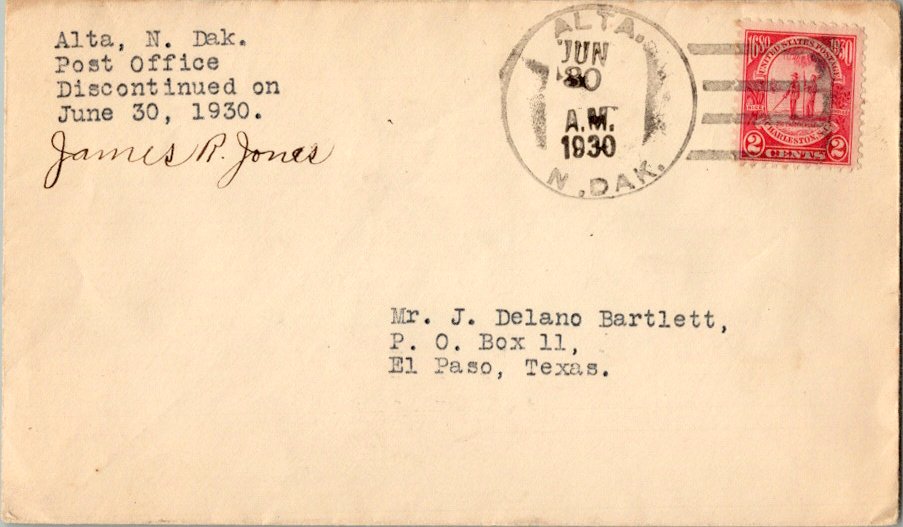 Alta, N. Dak.
Post Office
Discontinued on
June 30, 1930.
James R. Jones
ALTA.
JUN
30
A.M.
1930
N. DAK.
1680 1930
UNITED STATES POSTAGE
CHARLESTON, S.C.
2 CENTS 2
Mr. J. Delano Bartlett,
P. O. Box 11,
El Paso, Texas.